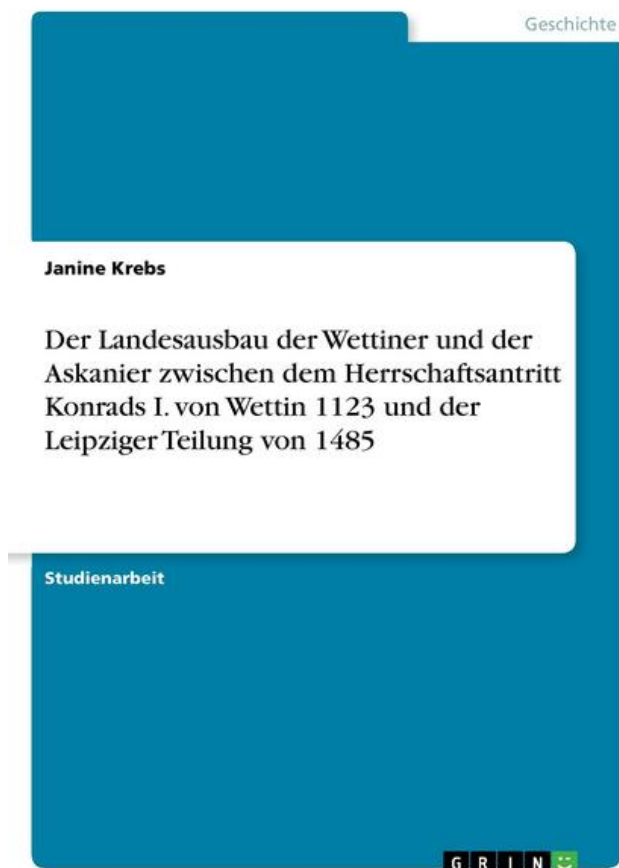 Geschichte
Janine Krebs
Der Landesausbau der Wettiner und der
Askanier zwischen dem Herrschaftsantritt
Konrads I. von Wettin 1123 und der
Leipziger Teilung von 1485
Studienarbeit
GRIN